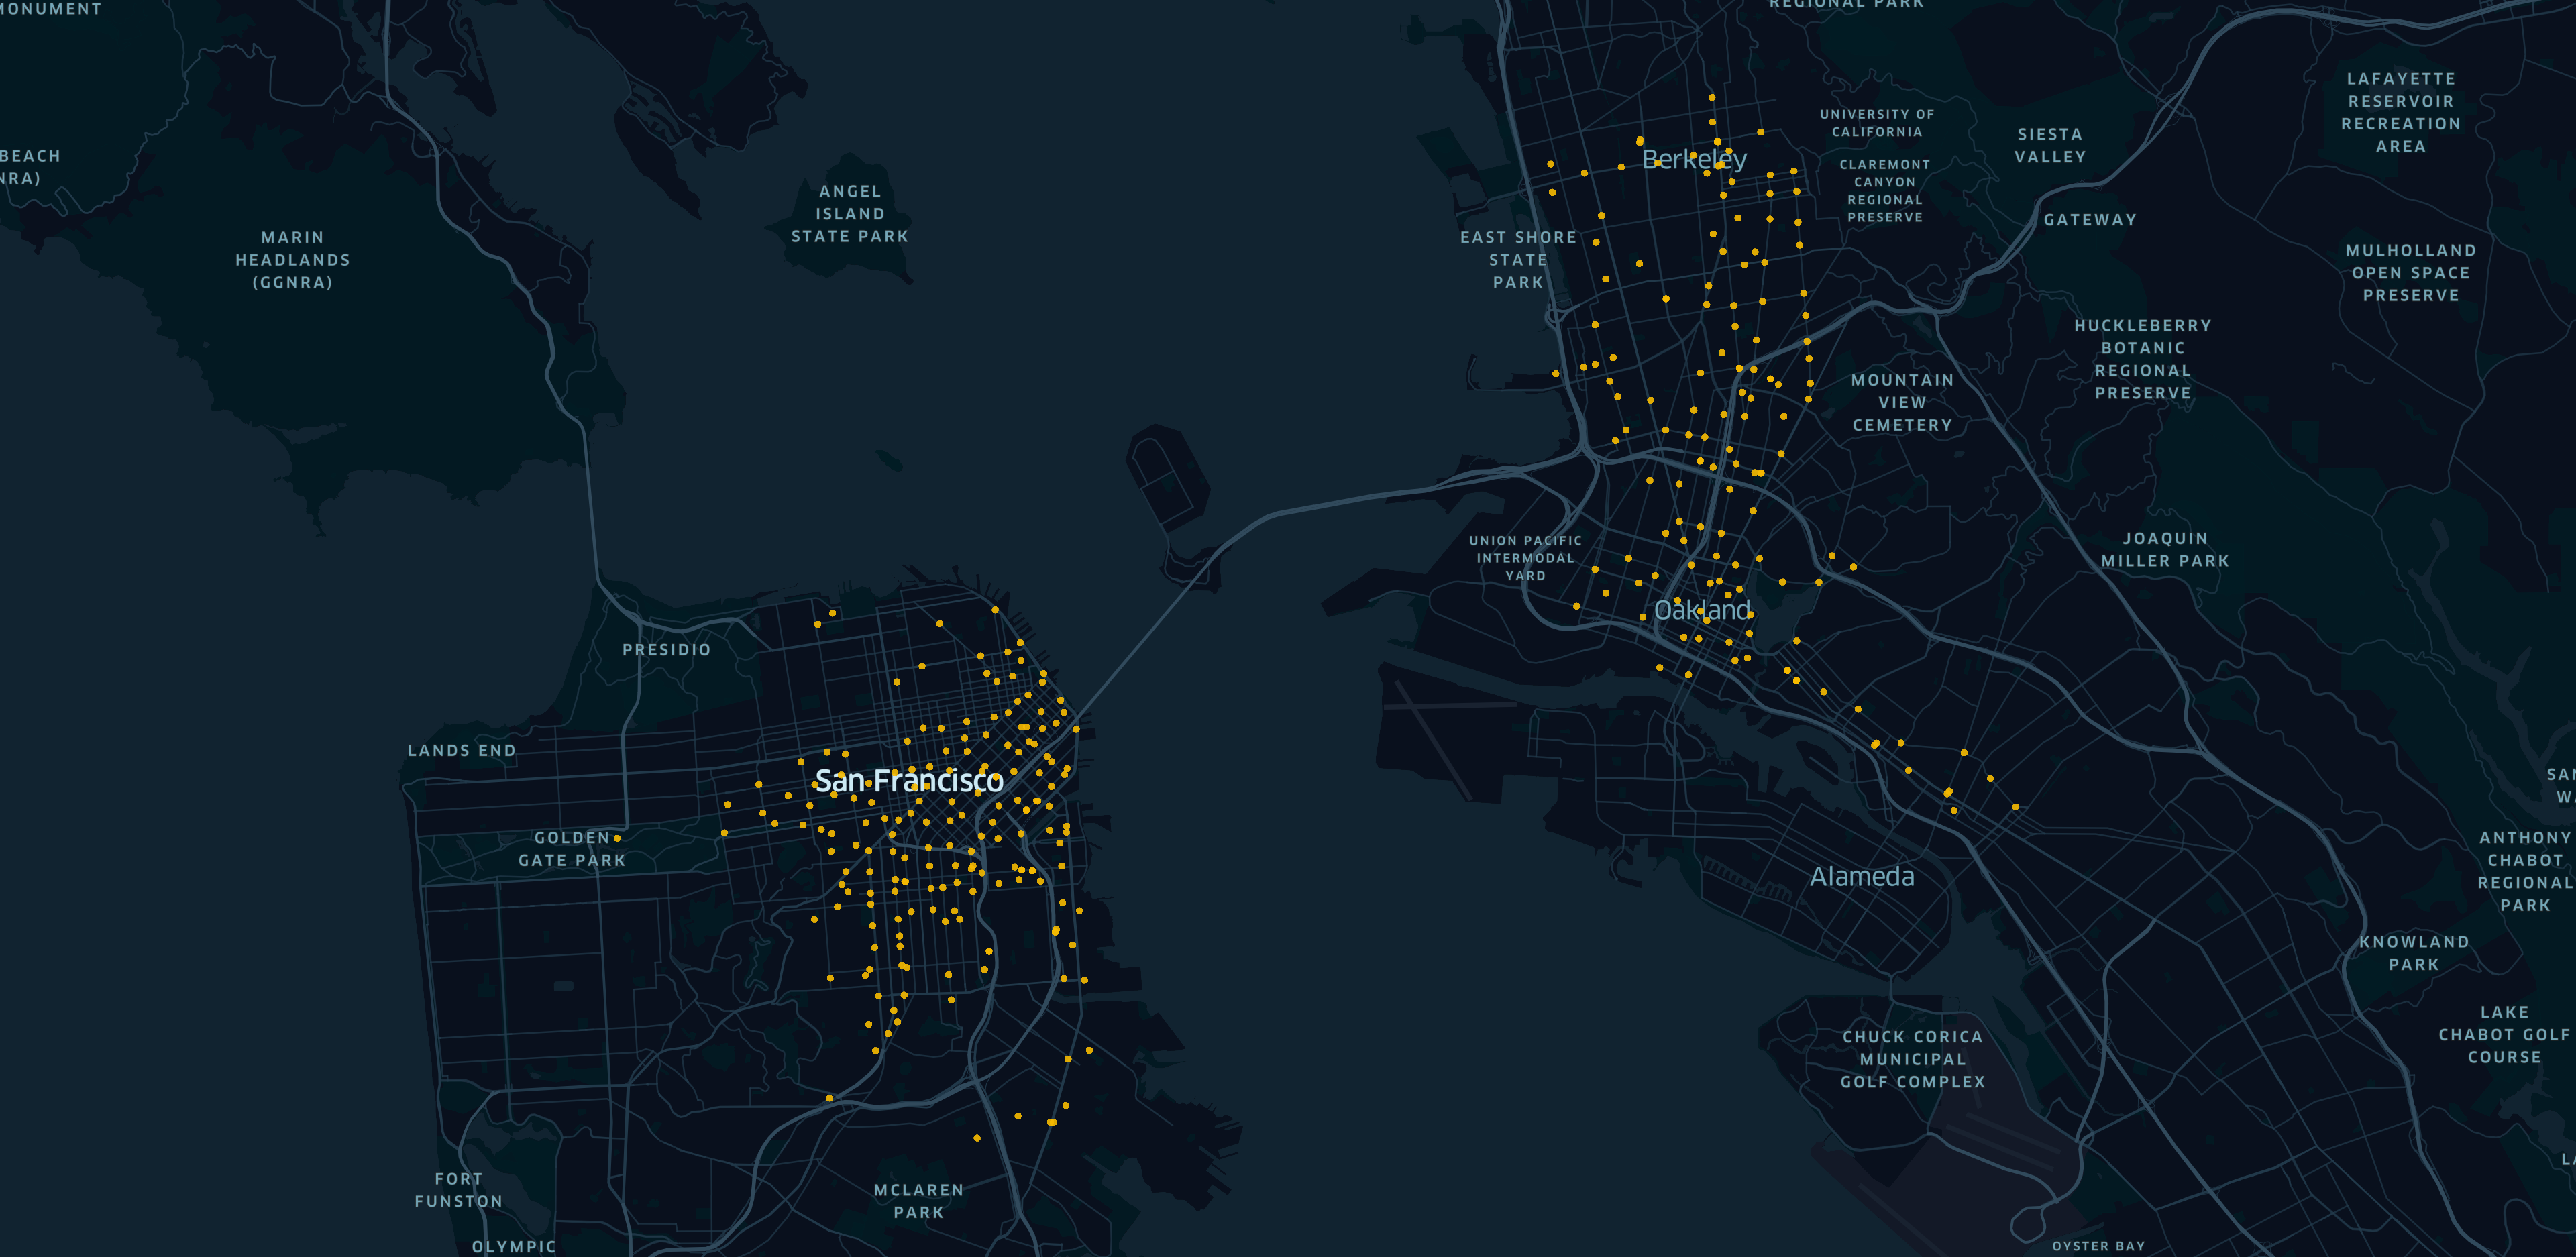 MONUMENT
REGIONAL PARK
LAFAYETTE
RESERVOIR
RECREATION
AREA
UNIVERSITY OF
CALIFORNIA
SIESTA
VALLEY
BEACH
NRA)
Berkeley
CLAREMONT
CANYON
REGIONAL
PRESERVE
ANGEL
ISLAND
STATE PARK
GATEWAY
MARIN
HEADLANDS
(GGNRA)
EAST SHORE
STATE
PARK
MULHOLLAND
OPEN SPACE
PRESERVE
HUCKLEBERRY
BOTANIC
REGIONAL
PRESERVE
MOUNTAIN
VIEW
CEMETERY
UNION PACIFIC
INTERMODAL
YARD
JOAQUIN
MILLER PARK
Oakland
PRESIDIO
LANDS END
San Francisco
SAN
W
GOLDEN
GATE PARK
ANTHONY
CHABOT
REGIONAL
PARK
Alameda
KNOWLAND
PARK
LAKE
CHABOT GOLF
COURSE
CHUCK CORICA
MUNICIPAL
GOLF COMPLEX
LA
FORT
FUNSTON
MCLAREN
PARK
OLYMPIC
OYSTER BAY